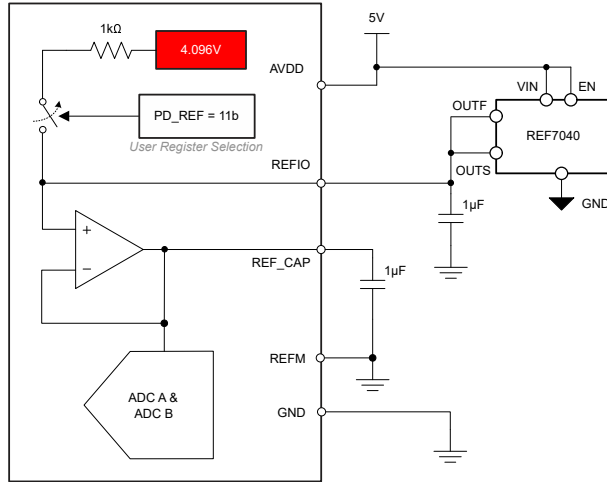 1kΩ
4.096V
5V
AVDD
VIN
EN
OUTF
REF7040
PD_REF = 11b
User Register Selection
OUTS
REFIO
GND
1µF
+
−
REF_CAP
1µF
REFM
ADC A &
ADC B
GND